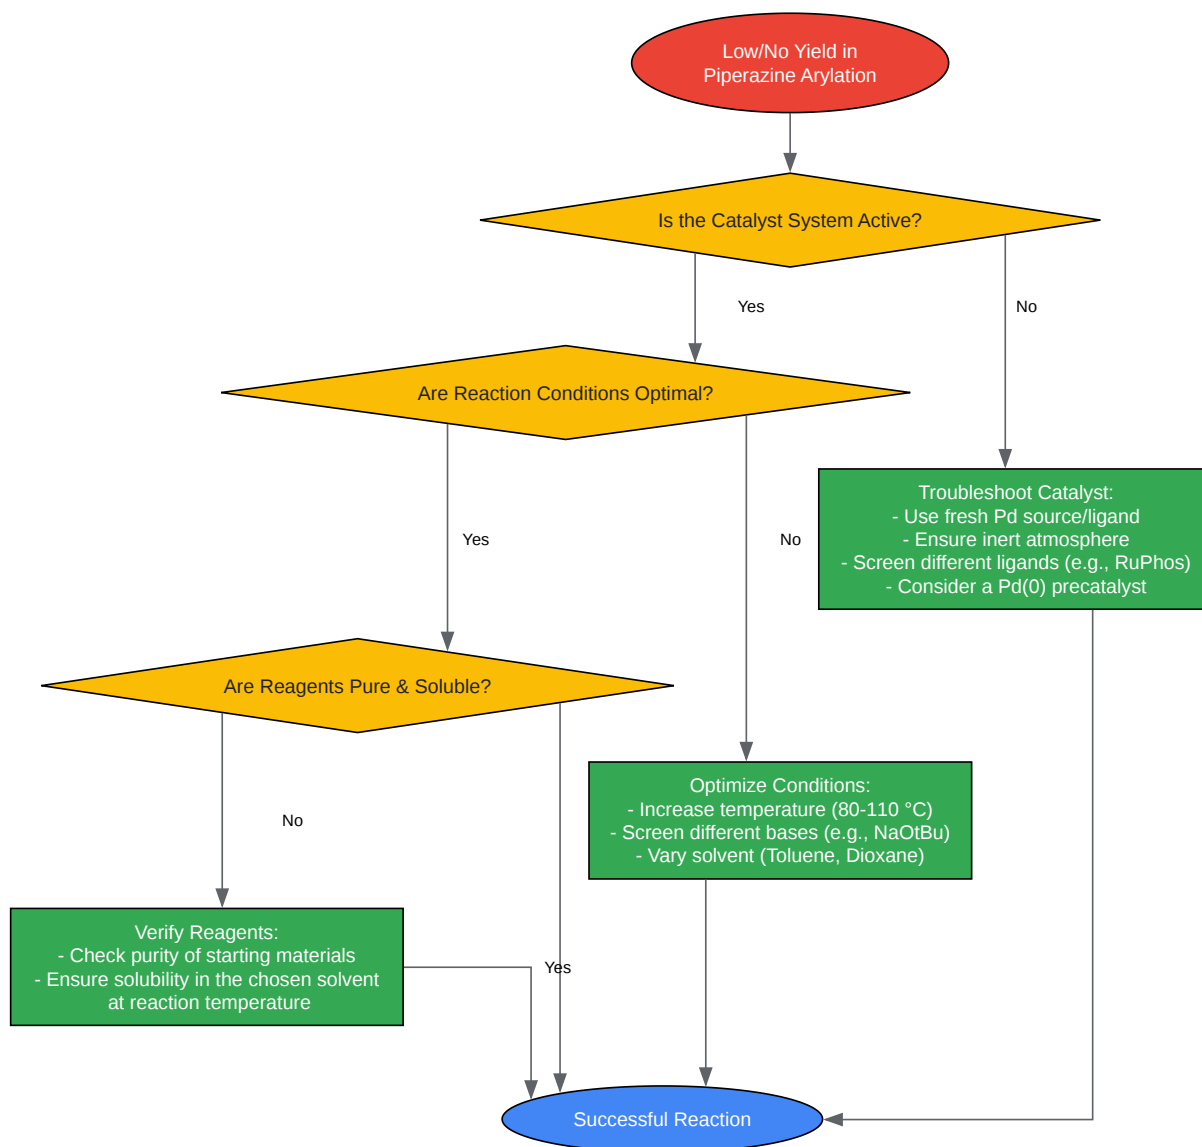 Low/No Yield in
Piperazine Arylation
Is the Catalyst System Active?
Yes
No
Are Reaction Conditions Optimal?
Troubleshoot Catalyst:
- Use fresh Pd source/ligand
- Ensure inert atmosphere
- Screen different ligands (e.g., RuPhos)
- Consider a Pd(0) precatalyst
Yes
No
Are Reagents Pure & Soluble?
Optimize Conditions:
- Increase temperature (80-110 °C)
- Screen different bases (e.g., NaOtBu)
- Vary solvent (Toluene, Dioxane)
No
Verify Reagents:
- Check purity of starting materials
- Ensure solubility in the chosen solvent
at reaction temperature
Yes
Successful Reaction